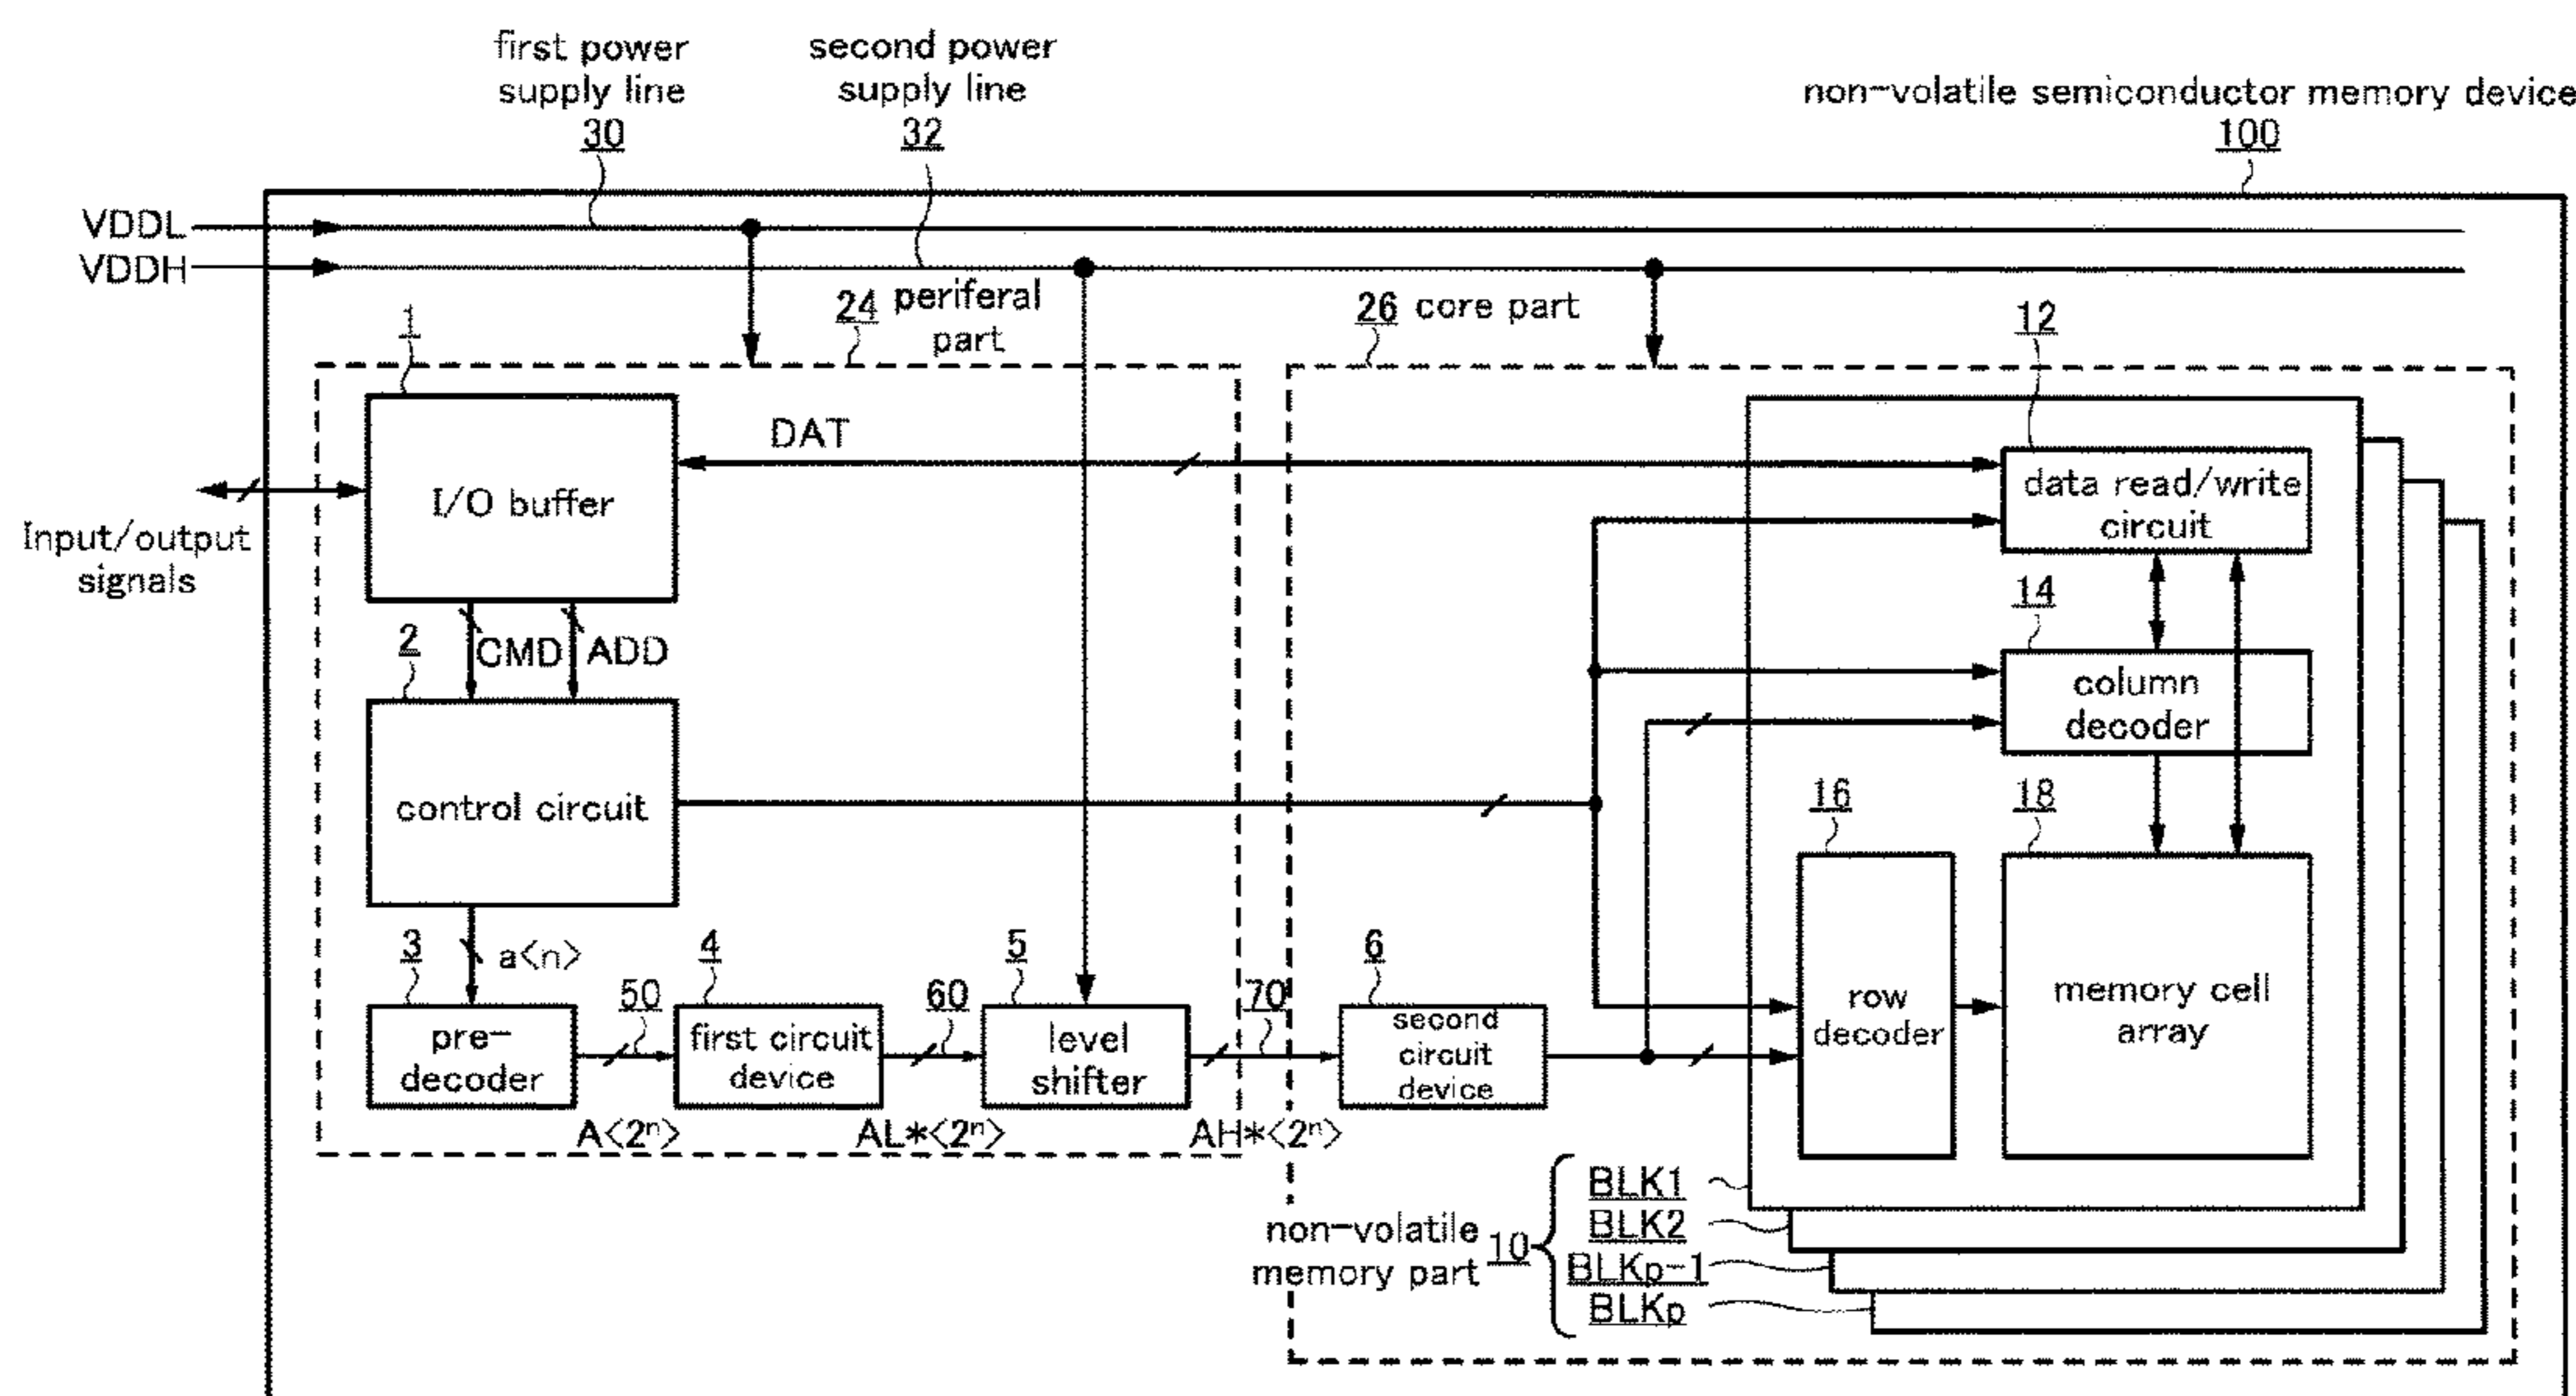 first power
supply line
30
second power
supply line
32
non-volatile semiconductor memory device
100
VDDL
VDDH
24 periferal
part
26 core part
1
12
DAT
I/O buffer
data read/write
circuit
Input/output
signals
14
2
CMD
ADD
column
decoder
control circuit
16
18
3
a<n>
4
5
6
50
60
70
pre-
decoder
first circuit
device
level
shifter
second
circuit
device
row
decoder
memory cell
array
A<2ⁿ>
AL*<2ⁿ>
AH*<2ⁿ>
non-volatile
memory part
10
BLK1
BLK2
BLKp-1
BLKp